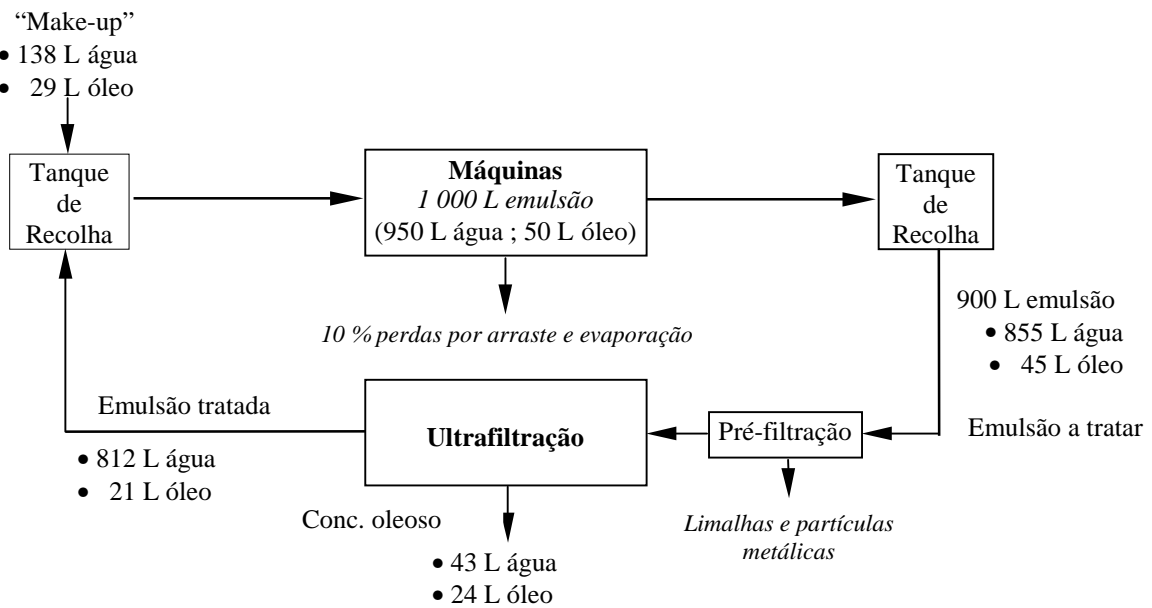 “Make-up”
• 138 L água
• 29 L óleo
Tanque
de
Recolha
Máquinas
1 000 L emulsão
(950 L água ; 50 L óleo)
Tanque
de
Recolha
10 % perdas por arraste e evaporação
900 L emulsão
• 855 L água
• 45 L óleo
Emulsão a tratar
Pré-filtração
Limalhas e partículas
metálicas
Ultrafiltração
Conc. oleoso
• 43 L água
• 24 L óleo
Emulsão tratada
• 812 L água
• 21 L óleo